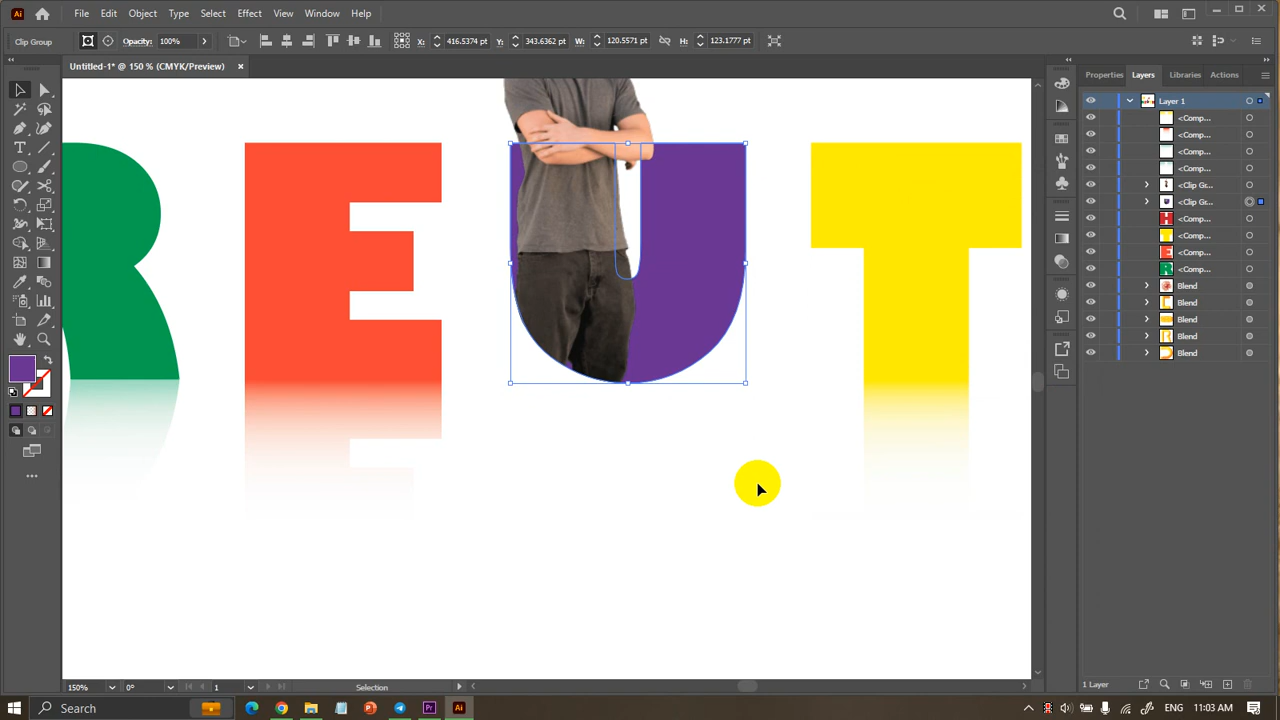 Ai File Edit Object Type Select Effect View Window Help
Clip Group Opacity: 100% X: 416.5374 pt Y: 343.6362 pt W: 120.5571 pt H: 123.1777 pt
Untitled-1* @ 150 % (CMYK/Preview) ×
Properties Layers Libraries Actions
Layer 1
<Comp...
<Comp...
<Comp...
<Comp...
<Clip Gr...
<Clip Gr...
<Comp...
<Comp...
<Comp...
<Comp...
Blend
Blend
Blend
Blend
Blend
R E U T
150% 0° 1 Selection
1 Layer
Search
ENG 11:03 AM